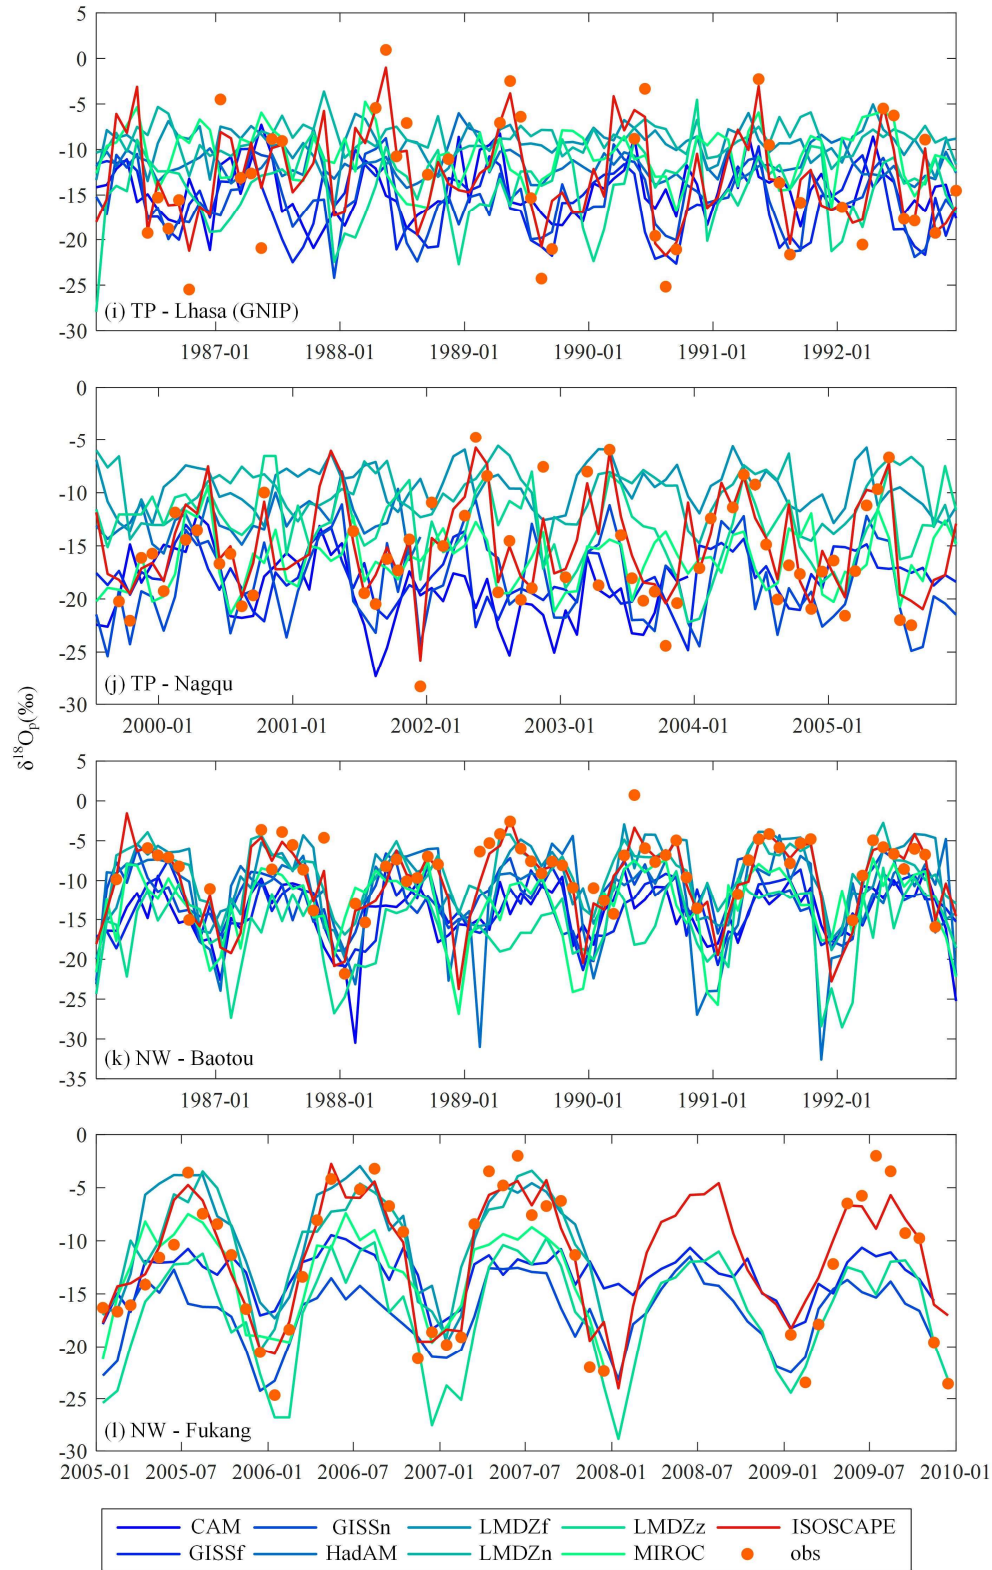 5
0
-5
-10
-15
-20
-25
-30
(i) TP - Lhasa (GNIP)
1987-01 1988-01 1989-01 1990-01 1991-01 1992-01
0
-5
-10
-15
-20
-25
-30
(j) TP - Nagqu
2000-01 2001-01 2002-01 2003-01 2004-01 2005-01
δ¹⁸Oₚ(‰)
5
0
-5
-10
-15
-20
-25
-30
-35
(k) NW - Baotou
1987-01 1988-01 1989-01 1990-01 1991-01 1992-01
0
-5
-10
-15
-20
-25
-30
(l) NW - Fukang
2005-01 2005-07 2006-01 2006-07 2007-01 2007-07 2008-01 2008-07 2009-01 2009-07 2010-01
CAM GISSn LMDZf LMDZz ISOSCAPE
GISSf HadAM LMDZn MIROC obs